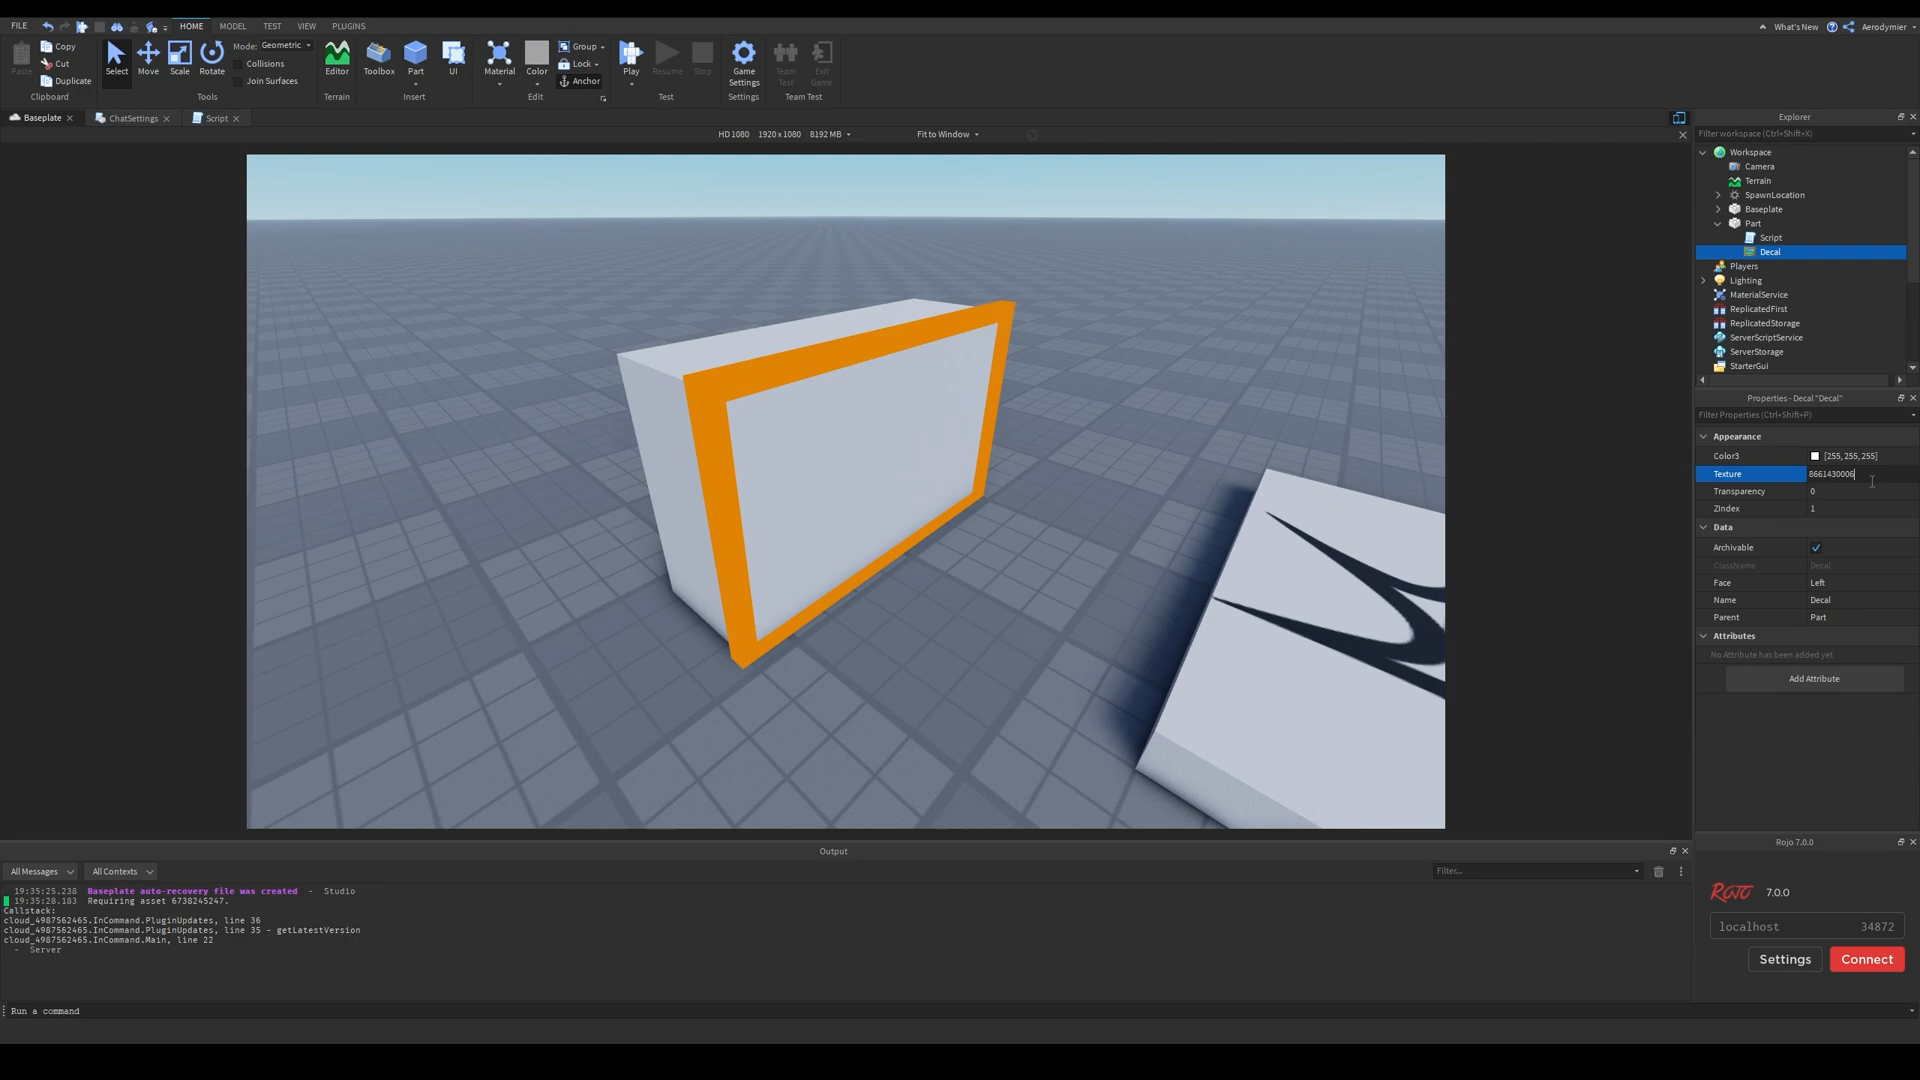 FILE HOME MODEL TEST VIEW PLUGINS What's New Aerodymier
Paste Copy Cut Duplicate Clipboard
Select Move Scale Rotate Mode: Geometric Collisions Join Surfaces Tools
Editor Terrain
Toolbox Part UI Insert
Material Color Group Lock Anchor Edit
Play Resume Stop Test
Game Settings Settings
Team Test Exit Game Team Test
Baseplate ChatSettings Script
HD 1080 1920 x 1080 8192 MB Fit to Window
Explorer
Filter workspace (Ctrl+Shift+X)
Workspace
Camera
Terrain
SpawnLocation
Baseplate
Part
Script
Decal
Players
Lighting
MaterialService
ReplicatedFirst
ReplicatedStorage
ServerScriptService
ServerStorage
StarterGui
Properties - Decal "Decal"
Filter Properties (Ctrl+Shift+P)
Appearance
Color3 [255, 255, 255]
Texture 8661430006
Transparency 0
ZIndex 1
Data
Archivable
ClassName Decal
Face Left
Name Decal
Parent Part
Attributes
No Attribute has been added yet
Add Attribute
Output
All Messages All Contexts Filter...
19:35:25.238 Baseplate auto-recovery file was created - Studio
19:35:28.183 Requiring asset 6738245247.
Callstack:
cloud_4987562465.InCommand.PluginUpdates, line 36
cloud_4987562465.InCommand.PluginUpdates, line 35 - getLatestVersion
cloud_4987562465.InCommand.Main, line 22
- Server
Run a command
Rojo 7.0.0
ROJO 7.0.0
localhost 34872
Settings Connect